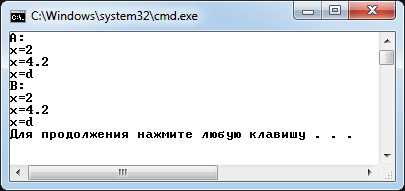 C:\Windows\system32\cmd.exe
A:
x=2
x=4.2
x=d
B:
x=2
x=4.2
x=d
Для продолжения нажмите любую клавишу . . .